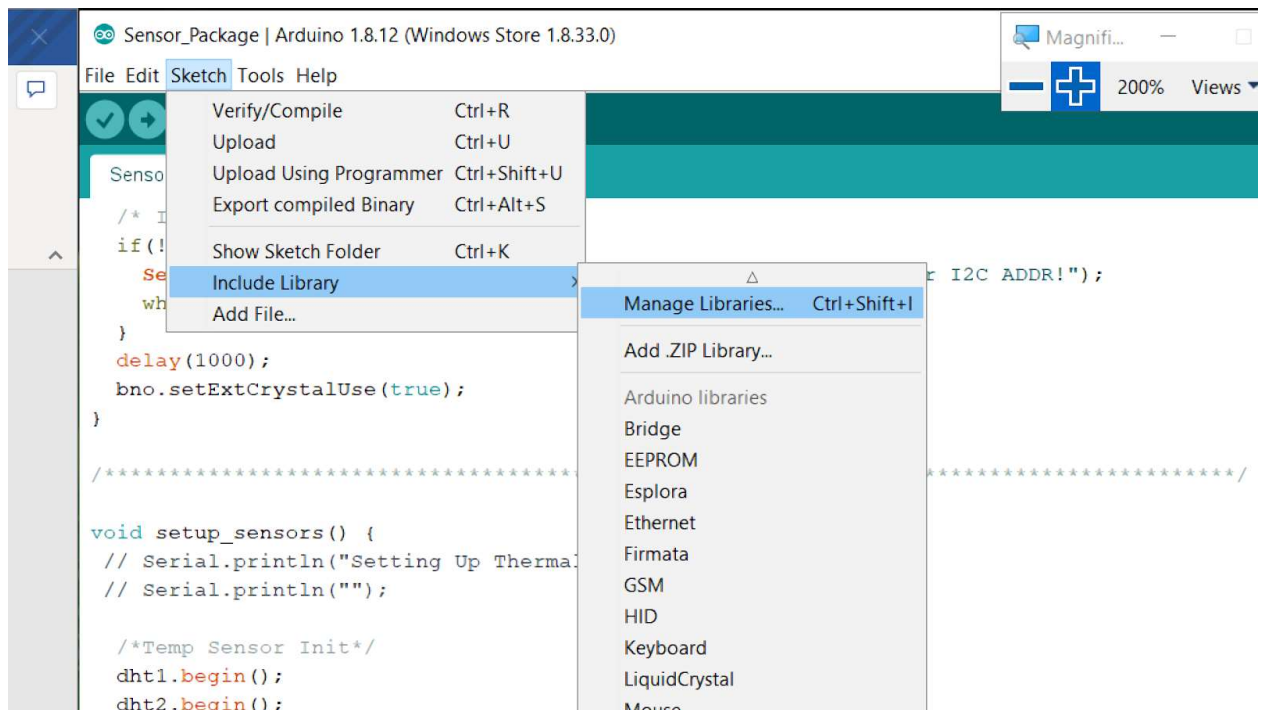 Sensor_Package | Arduino 1.8.12 (Windows Store 1.8.33.0)
Magnifi...
File Edit Sketch Tools Help
200% Views
Verify/Compile Ctrl+R
Upload Ctrl+U
Upload Using Programmer Ctrl+Shift+U
Export compiled Binary Ctrl+Alt+S
Show Sketch Folder Ctrl+K
Include Library
Add File...
Manage Libraries... Ctrl+Shift+I
Add .ZIP Library...
Arduino libraries
Bridge
EEPROM
Esplora
Ethernet
Firmata
GSM
HID
Keyboard
LiquidCrystal
Mouse
Senso
/* I
if(!
Se r I2C ADDR!");
wh
}
delay(1000);
bno.setExtCrystalUse(true);
}
/************************************* ************************/
void setup_sensors() {
// Serial.println("Setting Up Thermal
// Serial.println("");
/*Temp Sensor Init*/
dht1.begin();
dht2.begin();